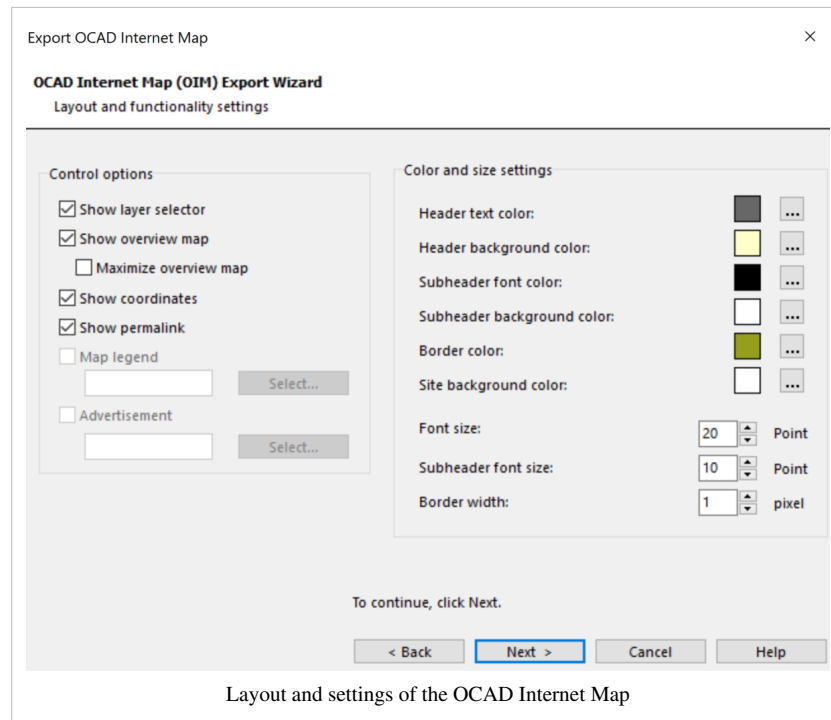 Export OCAD Internet Map
OCAD Internet Map (OIM) Export Wizard
Layout and functionality settings
Control options
Show layer selector
Show overview map
Maximize overview map
Show coordinates
Show permalink
Map legend
Select...
Advertisement
Select...
Color and size settings
Header text color:
...
Header background color:
...
Subheader font color:
...
Subheader background color:
...
Border color:
...
Site background color:
...
Font size: 20 Point
Subheader font size: 10 Point
Border width: 1 pixel
To continue, click Next.
< Back Next > Cancel Help
Layout and settings of the OCAD Internet Map